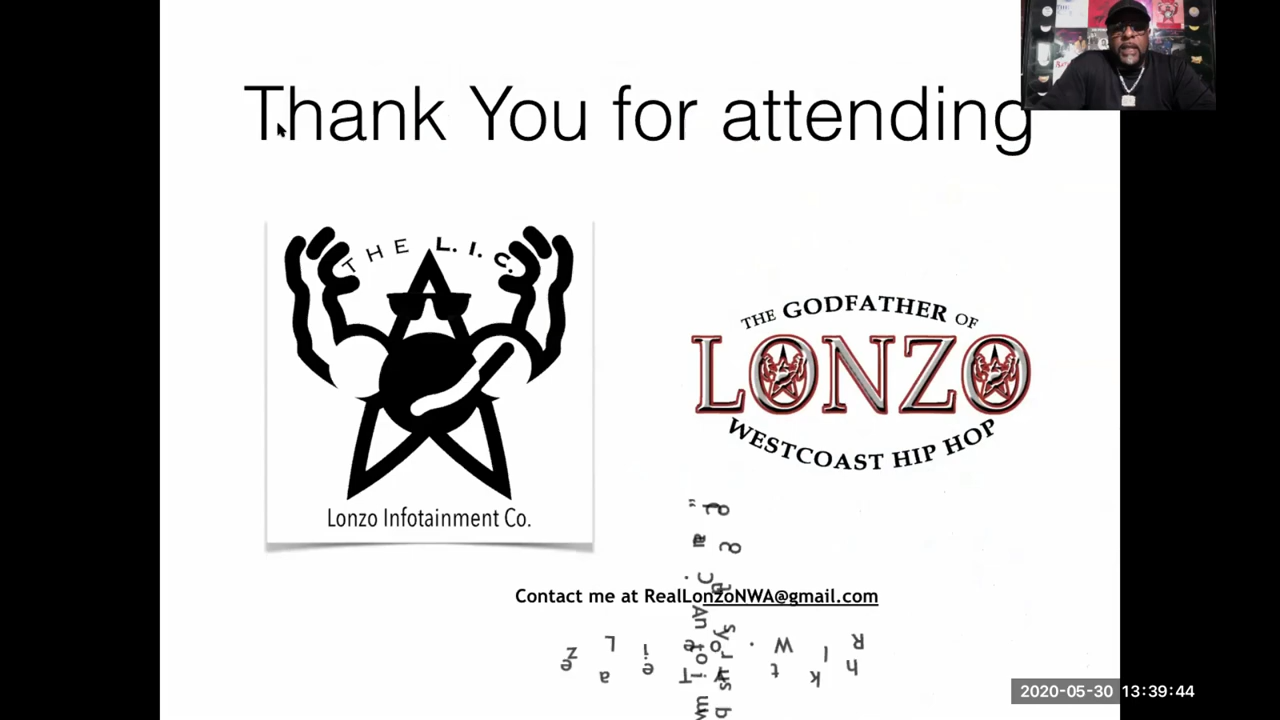 Thank You for attending
THE L.I.C.
Lonzo Infotainment Co.
THE GODFATHER OF
LONZO
WESTCOAST HIP HOP
Contact me at RealLonzoNWA@gmail.com
2020-05-30 13:39:44